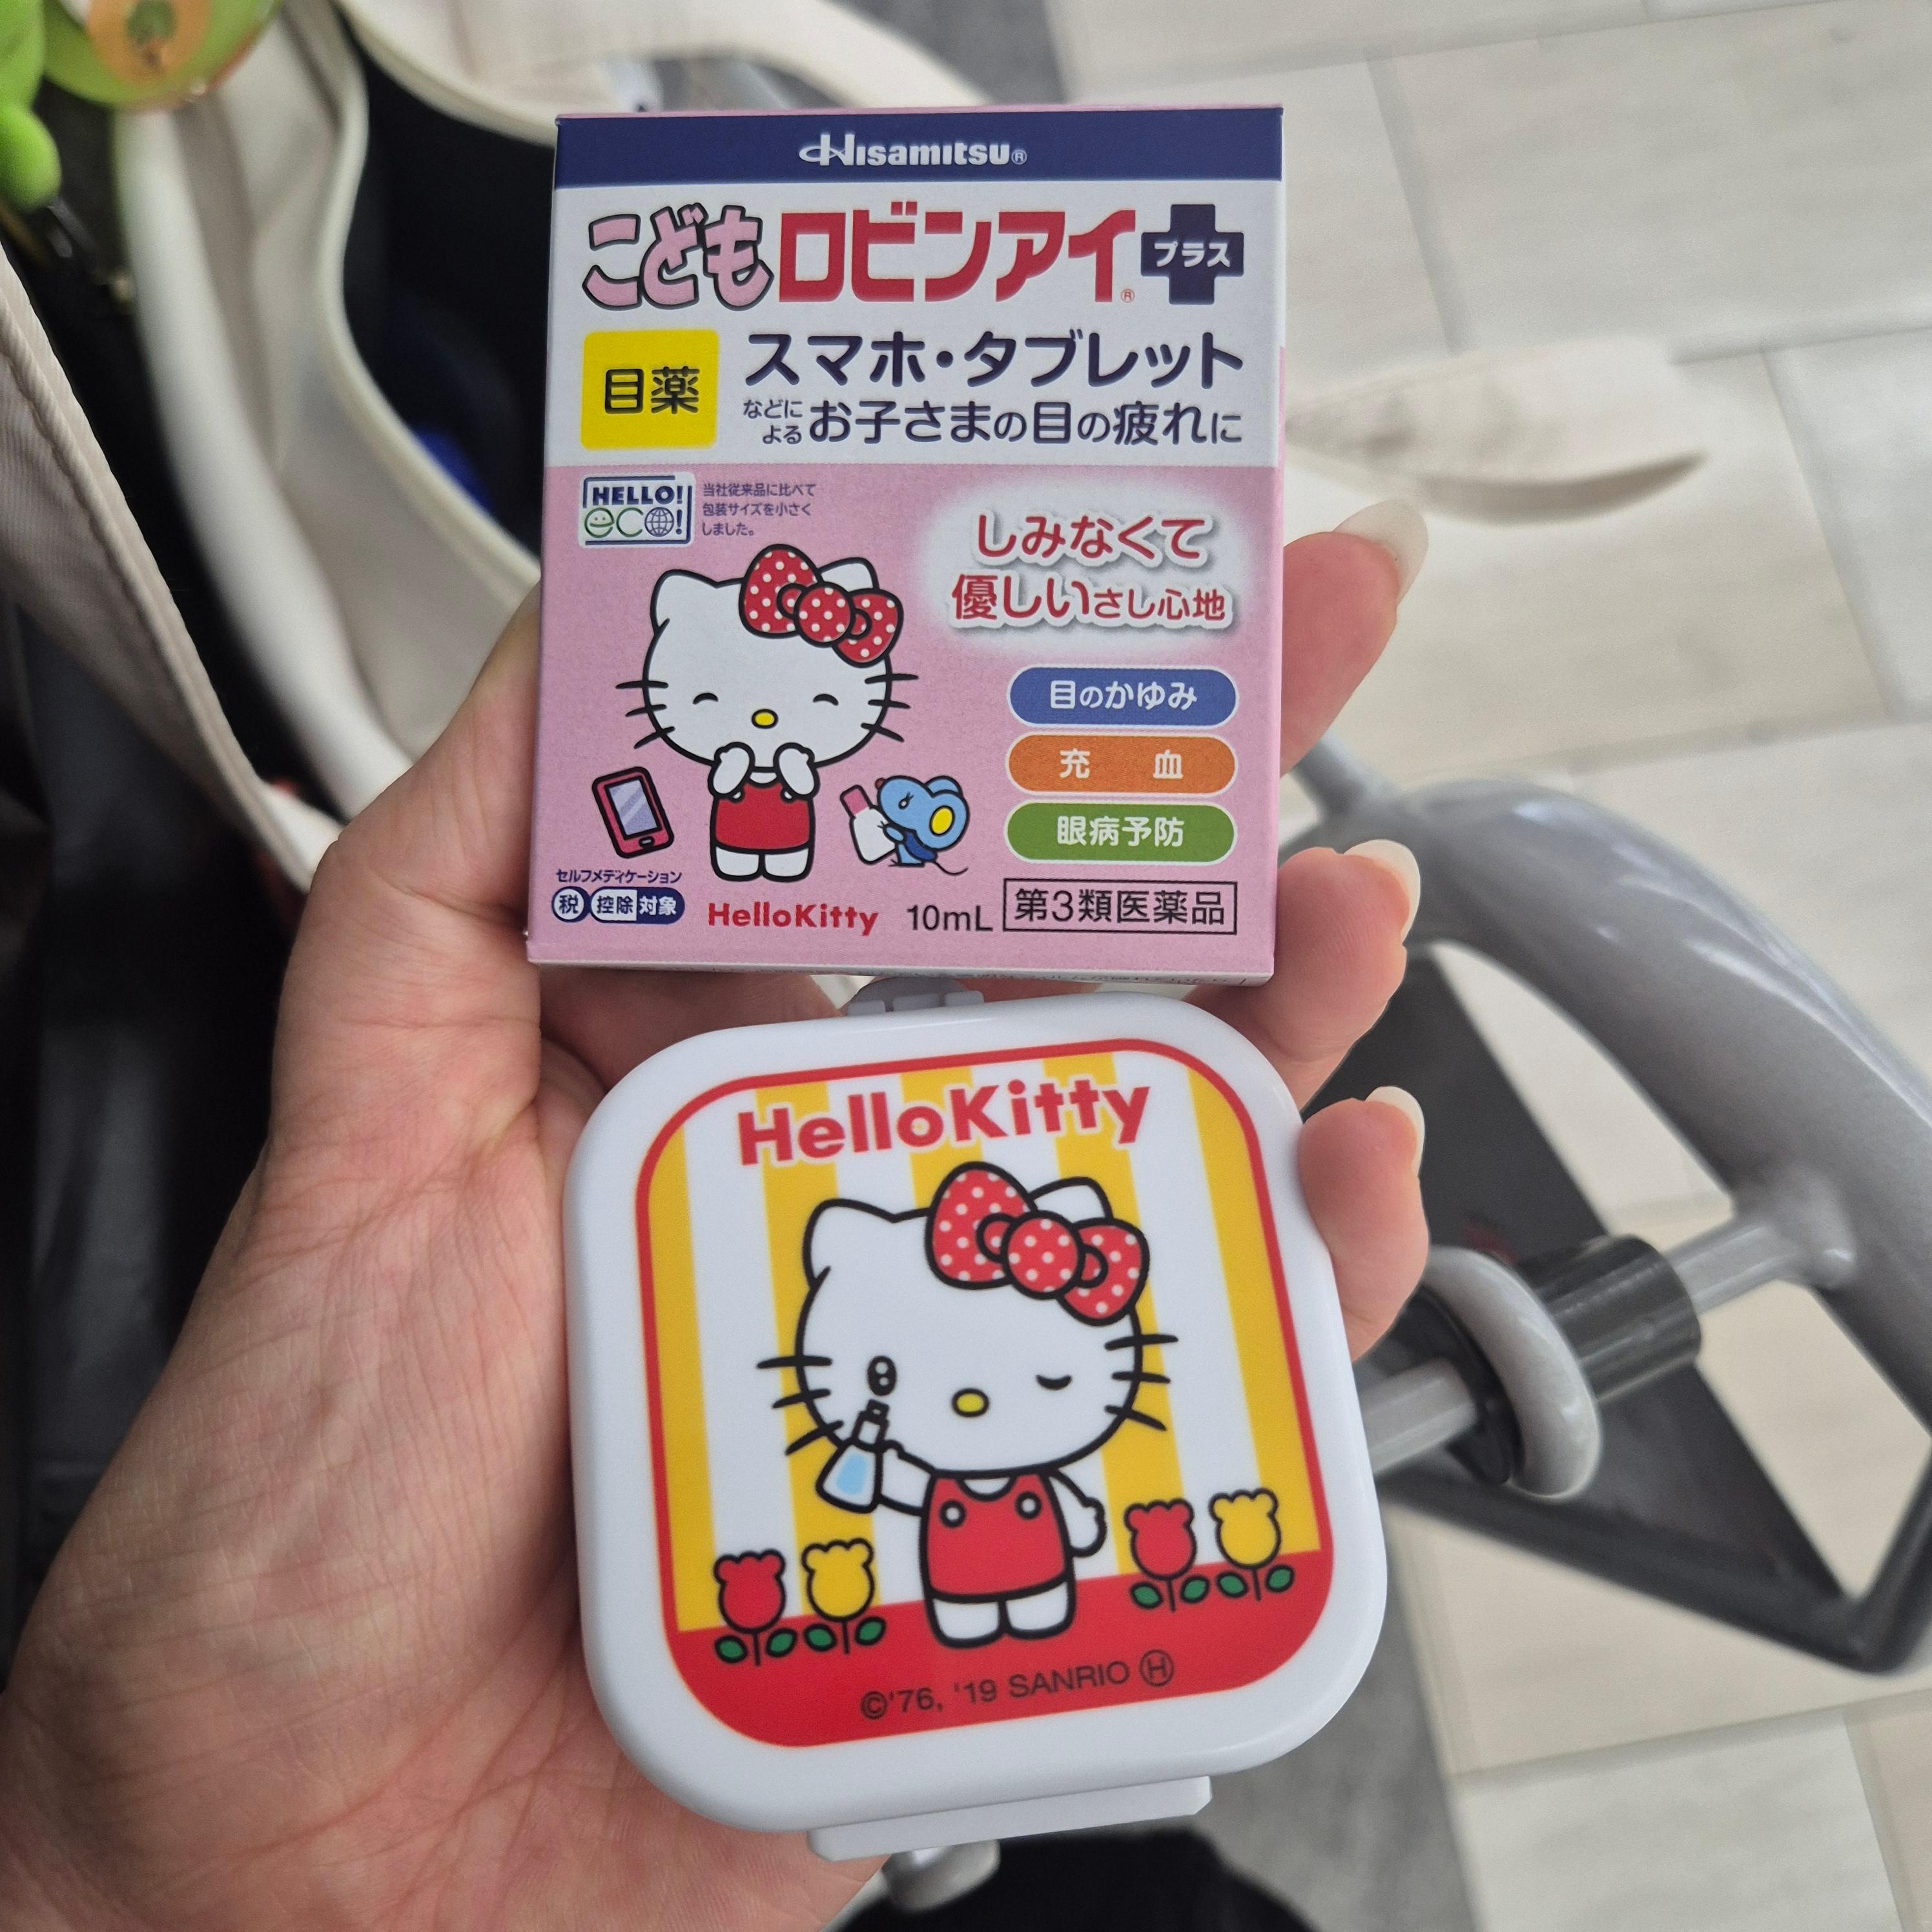 Hisamitsu®
こどもロビンアイ®プラス
目薬
スマホ・タブレット
などによるお子さまの目の疲れに
HELLO!
eco!
当社従来品に比べて
包装サイズを小さく
しました。
しみなくて
優しいさし心地
目のかゆみ
充 血
眼病予防
セルフメディケーション
税 控除 対象
HelloKitty
10mL
第3類医薬品
HelloKitty
©'76, '19 SANRIO Ⓗ